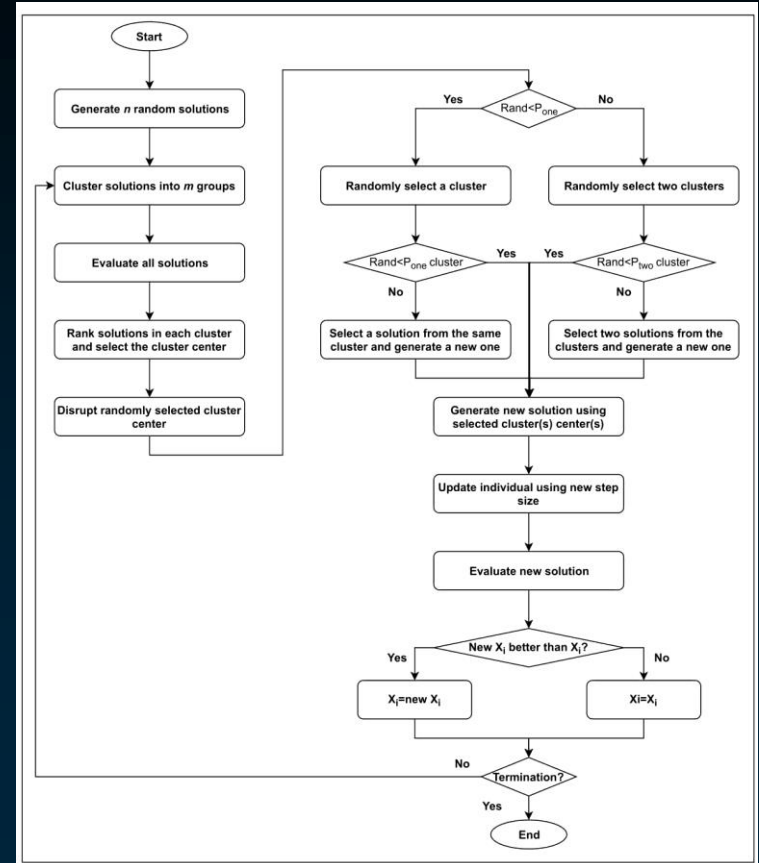 Start
Generate n random solutions
Cluster solutions into m groups
Evaluate all solutions
Rank solutions in each cluster
and select the cluster center
Disrupt randomly selected cluster
center
Rand<Pone
Yes
No
Randomly select a cluster
Randomly select two clusters
Rand<Pone cluster
Yes
Yes
Rand<Ptwo cluster
No
No
Select a solution from the same
cluster and generate a new one
Select two solutions from the
clusters and generate a new one
Generate new solution using
selected cluster(s) center(s)
Update individual using new step
size
Evaluate new solution
New Xi better than Xi?
Yes
No
Xi=new Xi
Xi=Xi
No
Termination?
Yes
End